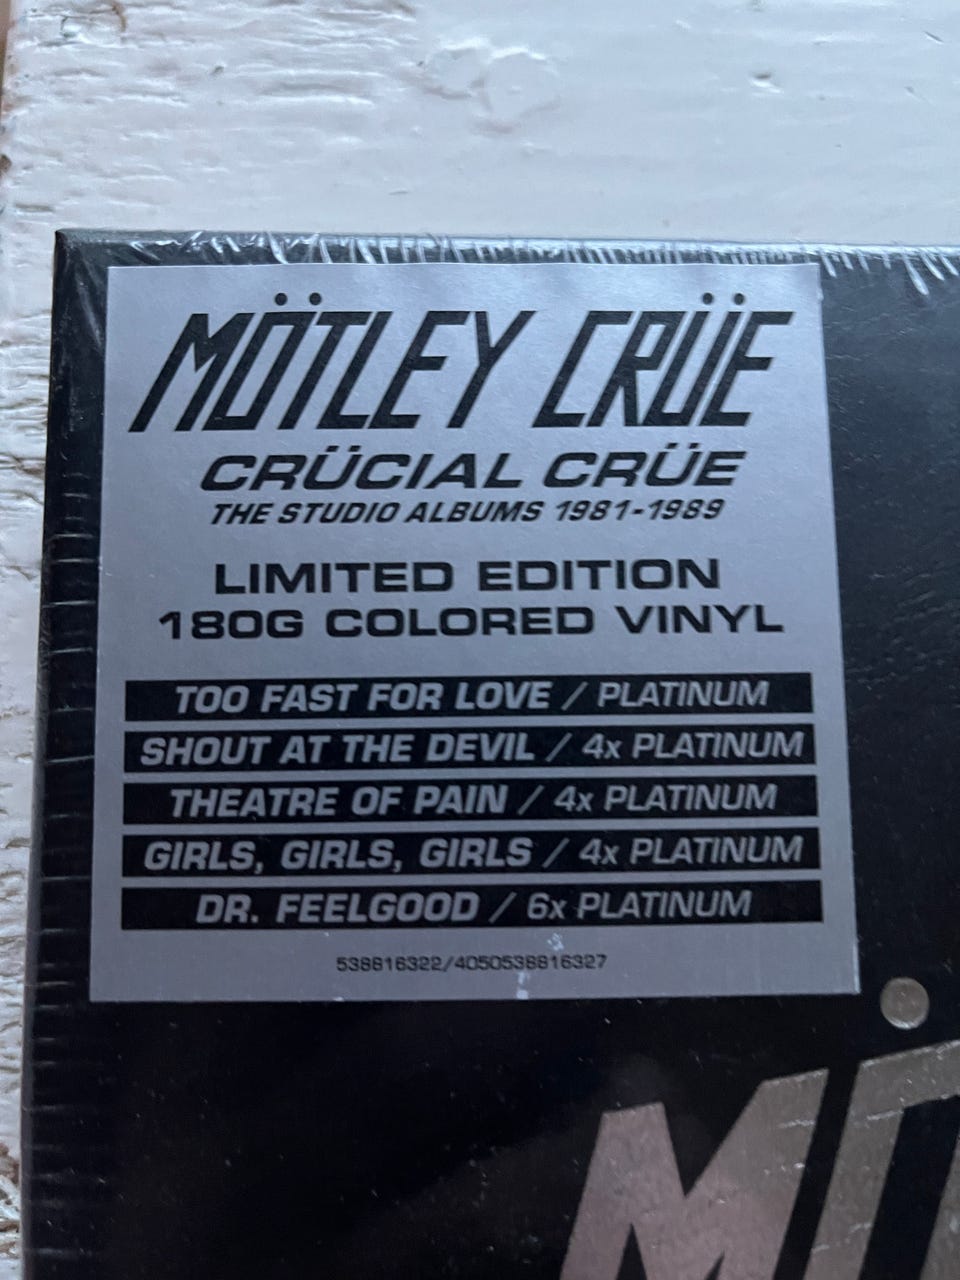 MÖTLEY CRÜE
CRÜCIAL CRÜE
THE STUDIO ALBUMS 1981-1989
LIMITED EDITION
180G COLORED VINYL
TOO FAST FOR LOVE / PLATINUM
SHOUT AT THE DEVIL / 4x PLATINUM
THEATRE OF PAIN / 4x PLATINUM
GIRLS, GIRLS, GIRLS / 4x PLATINUM
DR. FEELGOOD / 6x PLATINUM
538816322/4050538816327